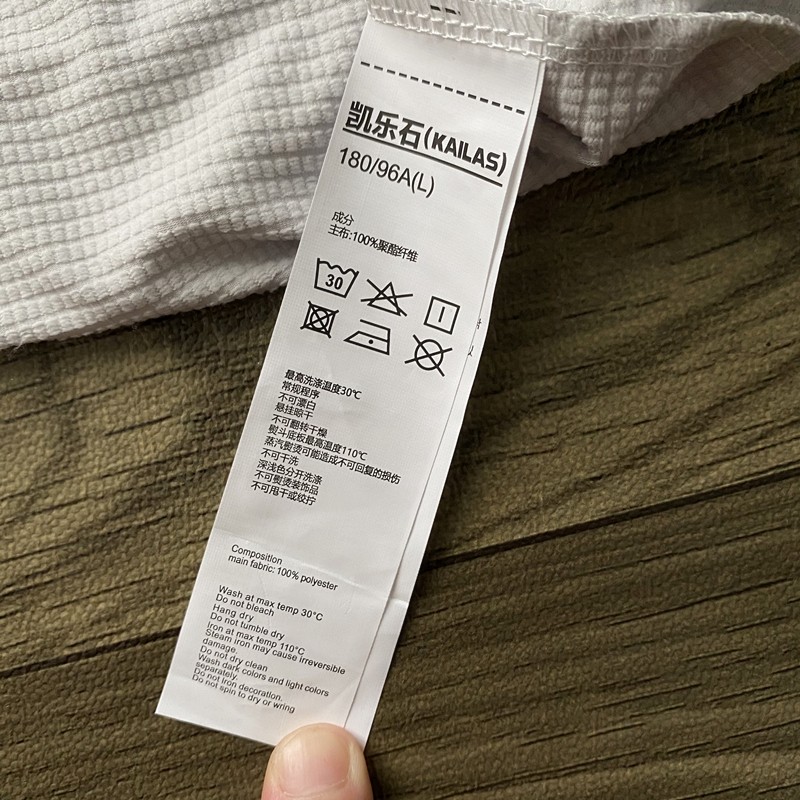 凯乐石(KAILAS)
180/96A(L)
成分
主布:100%聚酯纤维
30
最高洗涤温度30℃
常规程序
不可漂白
悬挂晾干
不可翻转干燥
熨斗底板最高温度110℃
蒸汽熨烫可能造成不可回复的损伤
不可干洗
深浅色分开洗涤
不可熨烫装饰品
不可甩干或绞拧
Composition
main fabric: 100% polyester
Wash at max temp 30°C
Do not bleach
Hang dry
Do not tumble dry
iron at max temp 110°C
Steam iron may cause irreversible
damage.
Do not dry clean
Wash dark colors and light colors
separately.
Do not iron decoration.
Do not spin to dry or wring